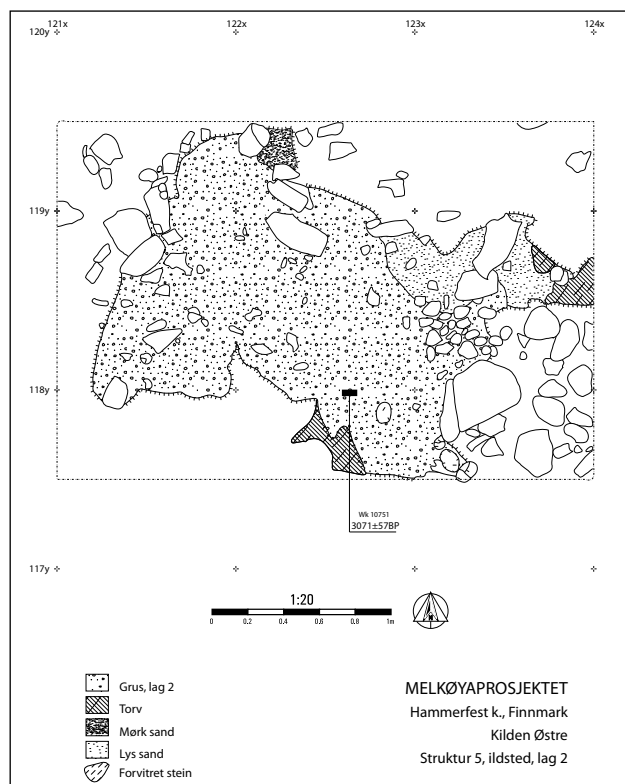 121x 122x 123x 124x
120y
119y
118y
Wk 10751
3071±57BP
117y
1:20
0 0.2 0.4 0.6 0.8 1m
N
Grus, lag 2
Torv
Mørk sand
Lys sand
Forvitret stein
MELKØYAPROSJEKTET
Hammerfest k., Finnmark
Kilden Østre
Struktur 5, ildsted, lag 2